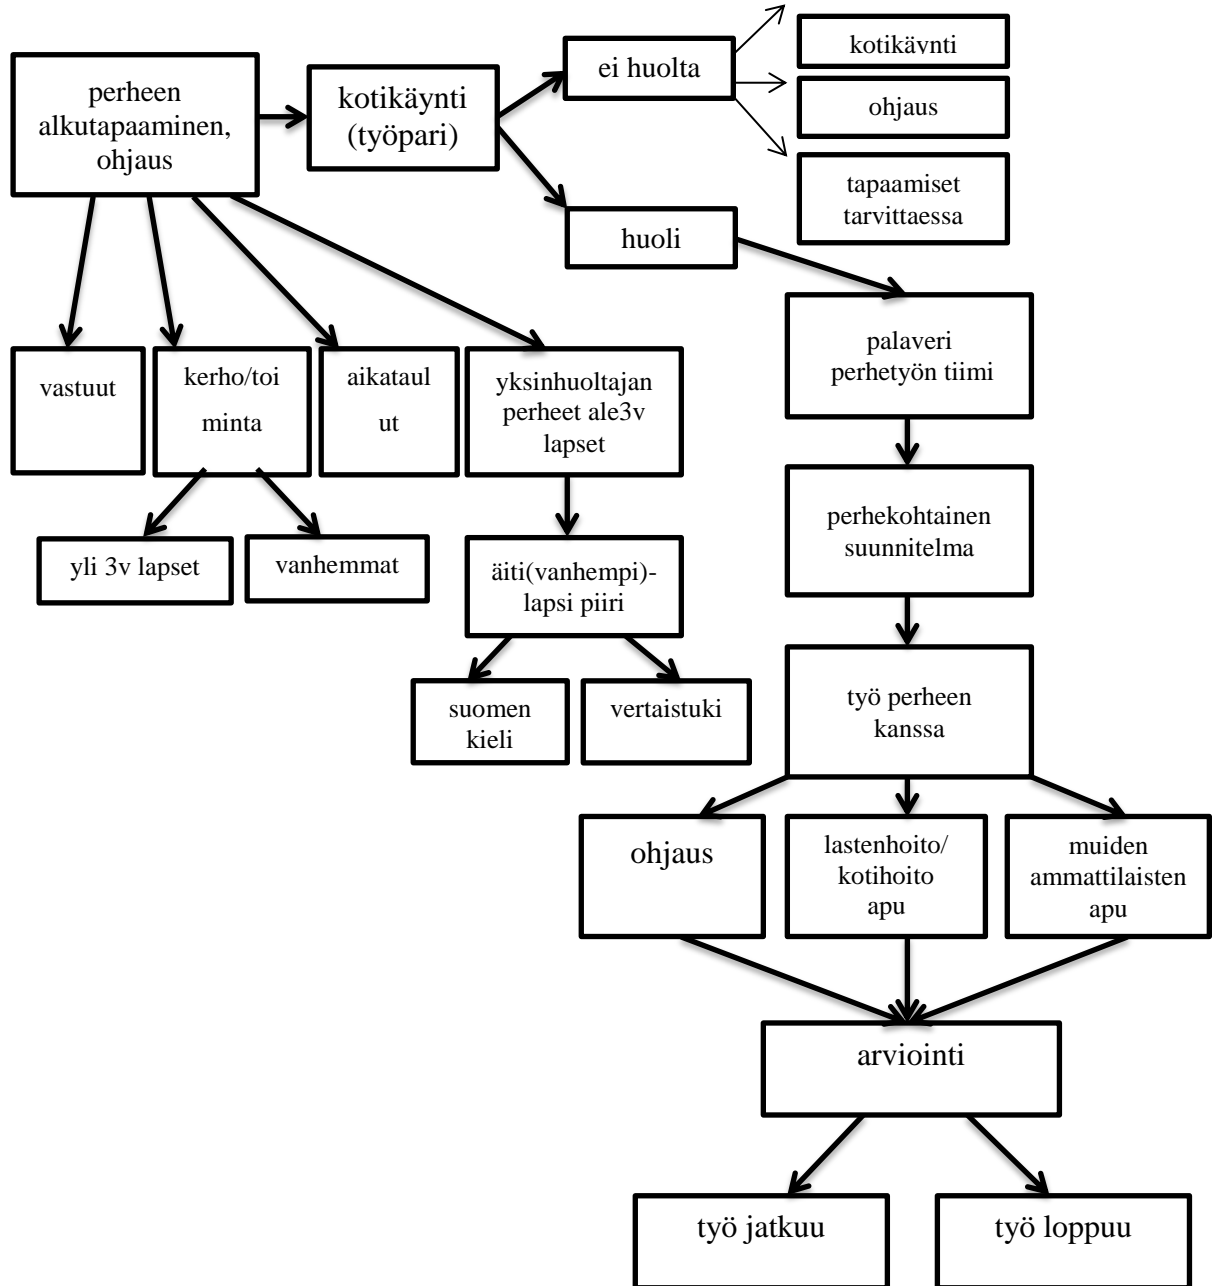 perheen
alkutapaaminen,
ohjaus
kotikäynti
(työpari)
ei huolta
kotikäynti
ohjaus
tapaamiset
tarvittaessa
huoli
palaveri
perhetyön tiimi
vastuut
kerho/toi
minta
aikataul
ut
yksinhuoltajan
perheet ale3v
lapset
perhekohtainen
suunnitelma
yli 3v lapset
vanhemmat
äiti(vanhempi)-
lapsi piiri
suomen
kieli
vertaistuki
työ perheen
kanssa
ohjaus
lastenhoito/
kotihoito
apu
muiden
ammattilaisten
apu
arviointi
työ jatkuu
työ loppuu